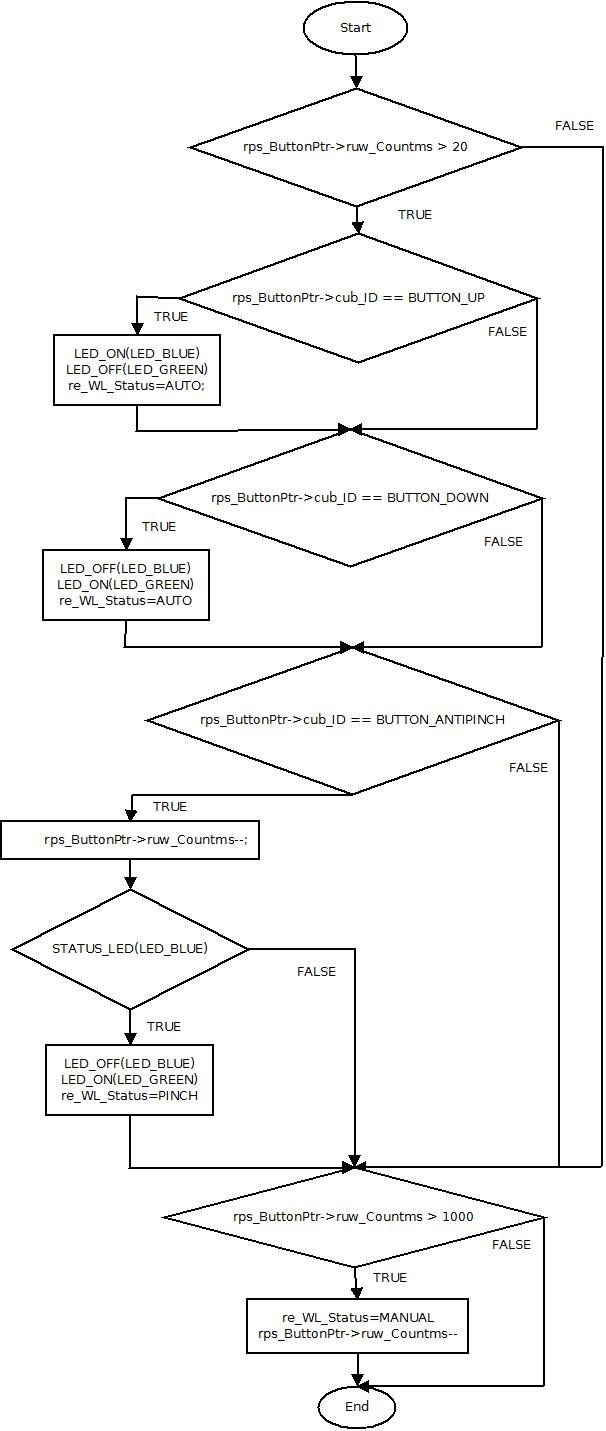 Start
rps_ButtonPtr->ruw_Countms > 20
FALSE
TRUE
rps_ButtonPtr->cub_ID == BUTTON_UP
TRUE
FALSE
LED_ON(LED_BLUE)
LED_OFF(LED_GREEN)
re_WL_Status=AUTO;
rps_ButtonPtr->cub_ID == BUTTON_DOWN
TRUE
FALSE
LED_OFF(LED_BLUE)
LED_ON(LED_GREEN)
re_WL_Status=AUTO
rps_ButtonPtr->cub_ID == BUTTON_ANTIPINCH
FALSE
TRUE
rps_ButtonPtr->ruw_Countms--;
STATUS_LED(LED_BLUE)
FALSE
TRUE
LED_OFF(LED_BLUE)
LED_ON(LED_GREEN)
re_WL_Status=PINCH
rps_ButtonPtr->ruw_Countms > 1000
FALSE
TRUE
re_WL_Status=MANUAL
rps_ButtonPtr->ruw_Countms--
End